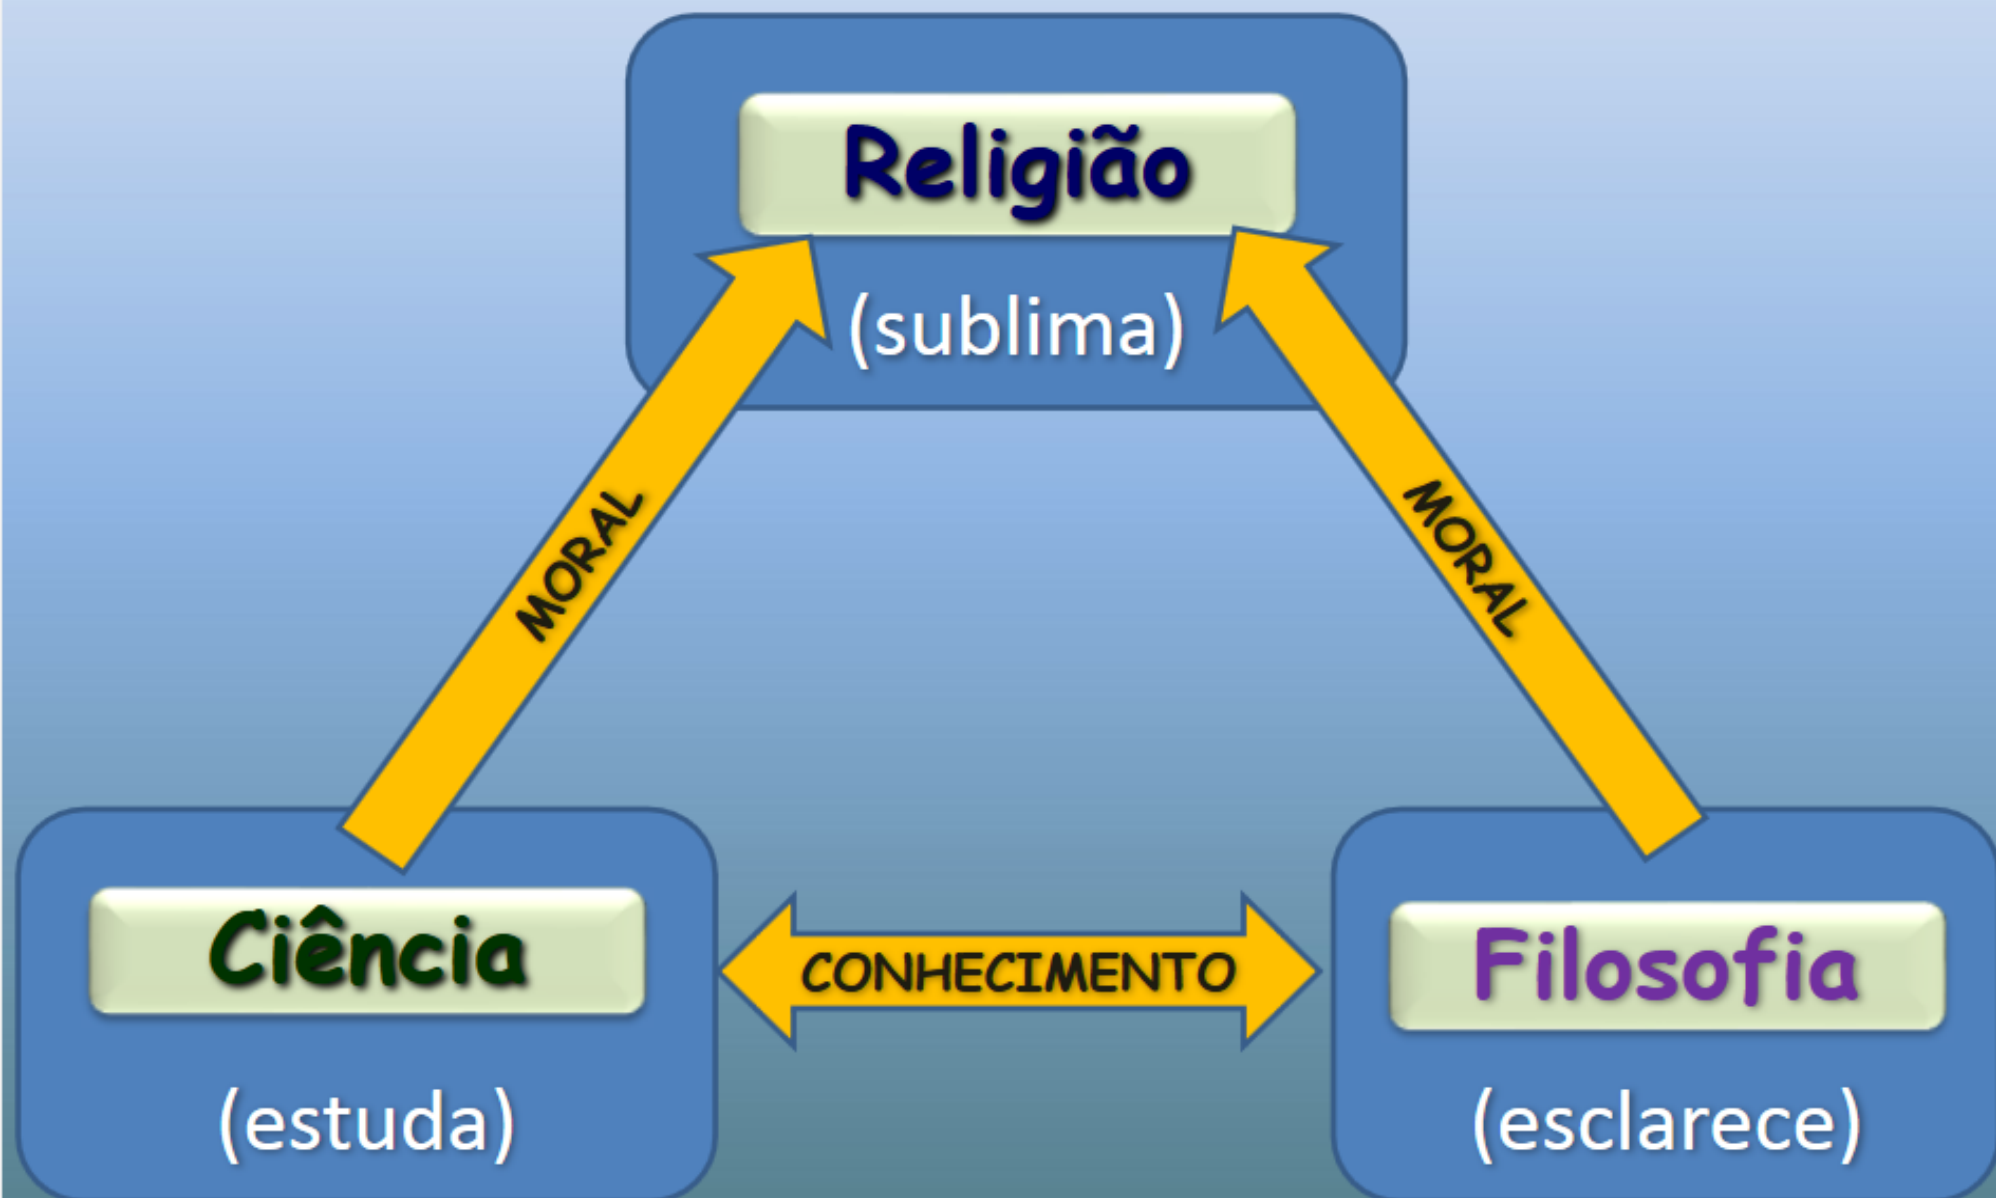 Religião
(sublima)
MORAL
MORAL
Ciência
CONHECIMENTO
Filosofia
(estuda)
(esclarece)